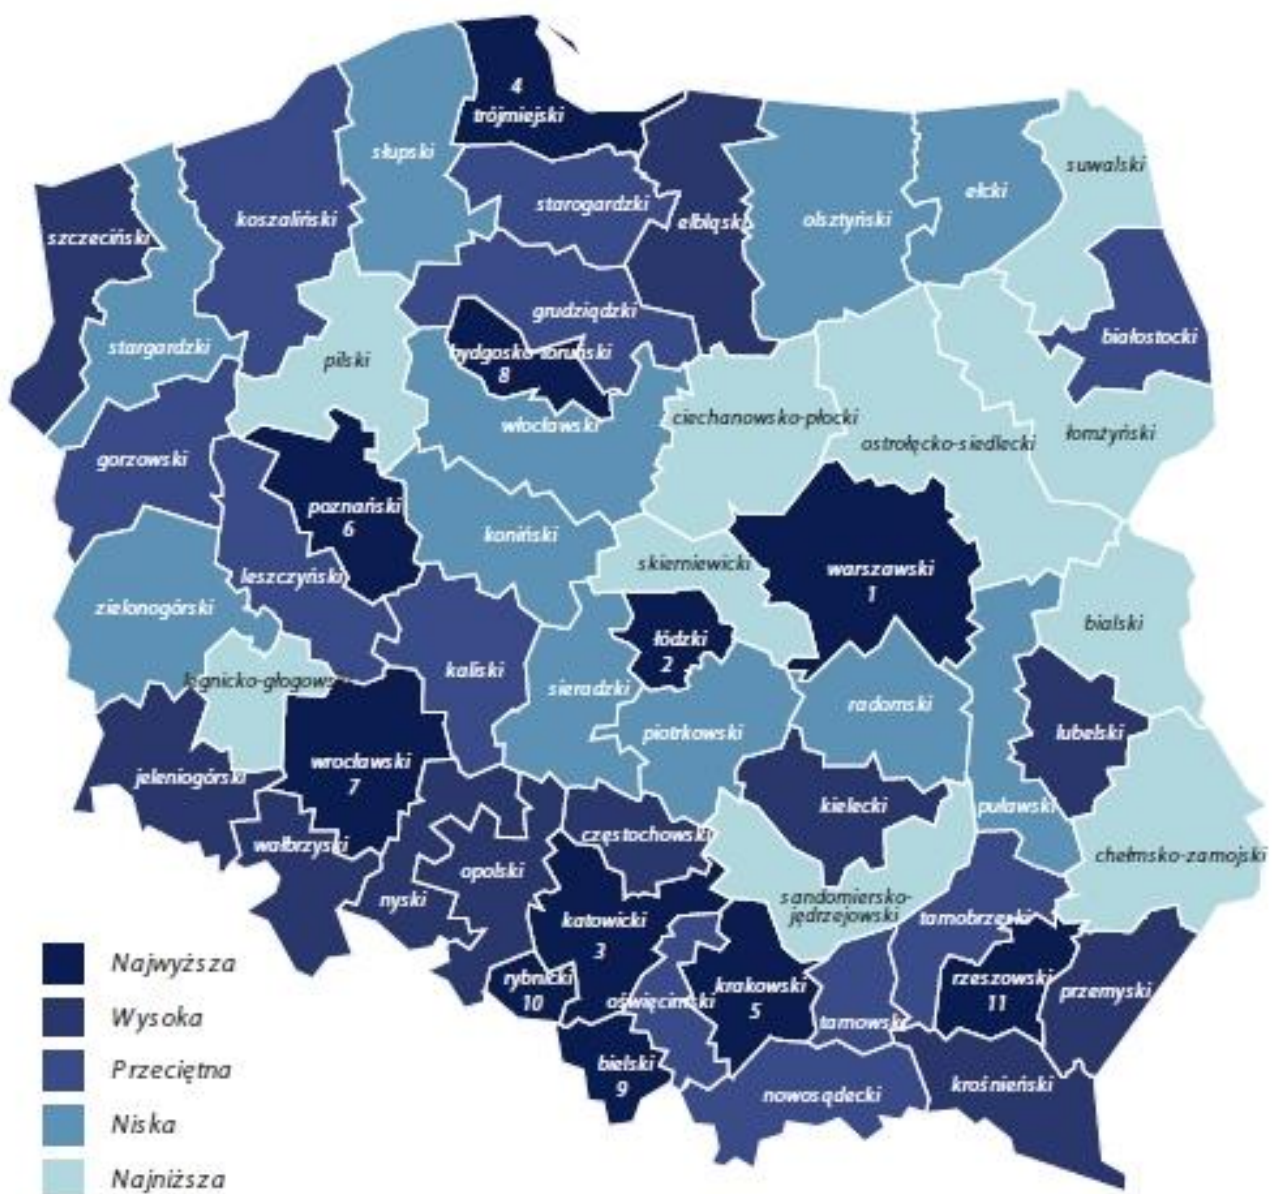 4
trójmiejski
słupski
suwalski
ełcki
starogardzki
koszaliński
olsztyński
elbląski
szczeciński
grudziądzki
białostocki
stargardzki
bydgosko-toruński
8
pilski
ciechanowsko-płocki
włocławski
łomżyński
ostrołęcko-siedlecki
gorzowski
poznański
6
koniński
skierniewicki
warszawski
1
leszczyński
zielonogórski
bialski
łódzki
2
kaliski
legnicko-głogows
sieradzki
radomski
piotrkowski
lubelski
wrocławski
7
jeleniogórski
kielecki
puławski
częstochowski
wałbrzyski
chełmsko-zamojski
opolski
nyski
sandomiersko-
jędrzejowski
tarnobrzeski
katowicki
3
Najwyższa
rybnicki
10
krakowski
5
rzeszowski
11
przemyski
oświęcimski
Wysoka
tarnowski
bielski
9
Przeciętna
krośnieński
nowosądecki
Niska
Najniższa